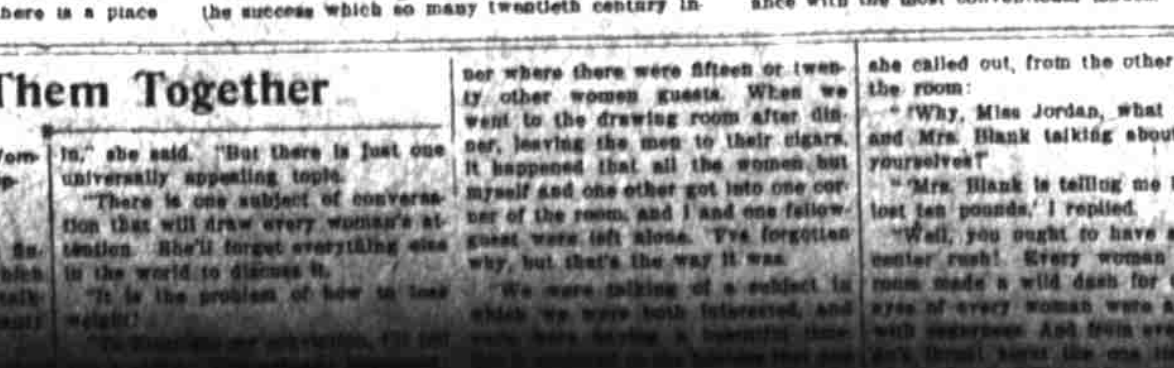 here is a place
the success which so many twentieth century in-
ance with the most
Them Together
in," she said. "But there is just one
universally appealing topic.
"There is one subject of conversa-
tion that will draw every woman's at-
tention. She'll forget everything else
in the world to discuss it.
"It is the problem of how to lose
weight!
ner where there were fifteen or twen-
ty other women guests. When we
went to the drawing room after din-
ner, leaving the men to their cigars,
it happened that all the women but
myself and one other got into one cor-
ner of the room, and I and one fellow-
guest were left alone. I've forgotten
why, but that's the way it was.
"We were talking of a subject in
which we were both interested, and
were having a beautiful time
she called out, from the other
the room:
"'Why, Miss Jordan, what
and Mrs. Blank talking abou
yourselves?'
"'Mrs. Blank is telling me
lost ten pounds,' I replied.
"Well, you ought to have
center rush! Every woman
room made a wild dash for
eyes of every woman were
with eagerness. And from